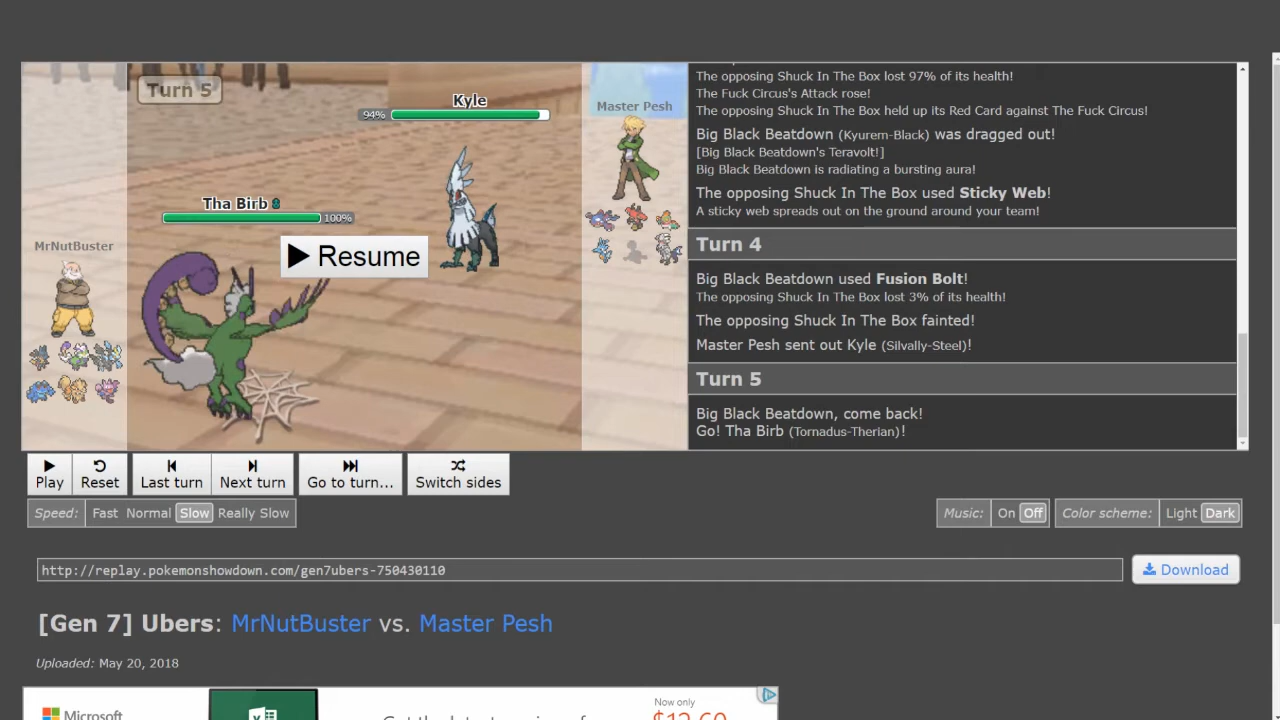 Turn 5
Kyle
94%
Tha Birb
100%
Resume
MrNutBuster
Master Pesh
The opposing Shuck In The Box lost 97% of its health!
The Fuck Circus's Attack rose!
The opposing Shuck In The Box held up its Red Card against The Fuck Circus!
Big Black Beatdown (Kyurem-Black) was dragged out!
[Big Black Beatdown's Teravolt!]
Big Black Beatdown is radiating a bursting aura!
The opposing Shuck In The Box used Sticky Web!
A sticky web spreads out on the ground around your team!
Turn 4
Big Black Beatdown used Fusion Bolt!
The opposing Shuck In The Box lost 3% of its health!
The opposing Shuck In The Box fainted!
Master Pesh sent out Kyle (Silvally-Steel)!
Turn 5
Big Black Beatdown, come back!
Go! Tha Birb (Tornadus-Therian)!
Play Reset Last turn Next turn Go to turn... Switch sides
Speed: Fast Normal Slow Really Slow Music: On Off Color scheme: Light Dark
http://replay.pokemonshowdown.com/gen7ubers-750430110 Download
[Gen 7] Ubers: MrNutBuster vs. Master Pesh
Uploaded: May 20, 2018
Microsoft
Now only